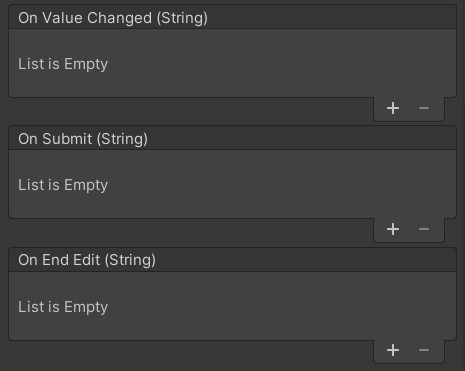 On Value Changed (String)
List is Empty
+ −
On Submit (String)
List is Empty
+ −
On End Edit (String)
List is Empty
+ −